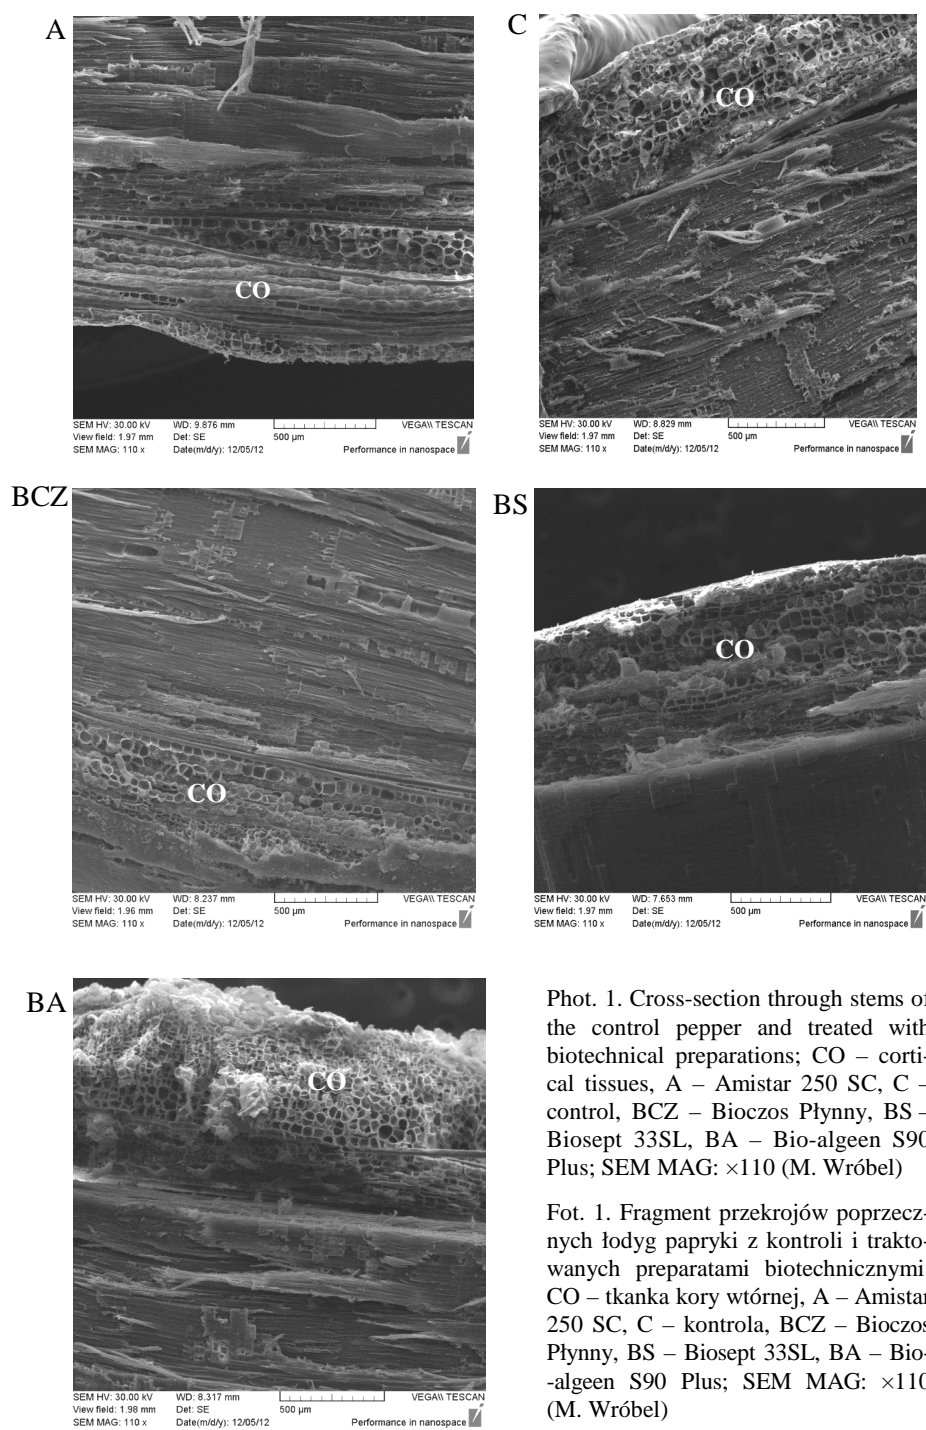 A
CO
SEM HV: 30.00 kV WD: 9.876 mm VEGA\\ TESCAN
View field: 1.97 mm Det: SE 500 µm
SEM MAG: 110 x Date(m/d/y): 12/05/12 Performance in nanospace
C
CO
SEM HV: 30.00 kV WD: 8.829 mm VEGA\\ TESCAN
View field: 1.97 mm Det: SE 500 µm
SEM MAG: 110 x Date(m/d/y): 12/05/12 Performance in nanospace
BCZ
CO
SEM HV: 30.00 kV WD: 8.237 mm VEGA\\ TESCAN
View field: 1.96 mm Det: SE 500 µm
SEM MAG: 110 x Date(m/d/y): 12/05/12 Performance in nanospace
BS
CO
SEM HV: 30.00 kV WD: 7.653 mm VEGA\\ TESCAN
View field: 1.97 mm Det: SE 500 µm
SEM MAG: 110 x Date(m/d/y): 12/05/12 Performance in nanospace
BA
CO
SEM HV: 30.00 kV WD: 8.317 mm VEGA\\ TESCAN
View field: 1.98 mm Det: SE 500 µm
SEM MAG: 110 x Date(m/d/y): 12/05/12 Performance in nanospace
Phot. 1. Cross-section through stems of
the control pepper and treated with
biotechnical preparations; CO – corti-
cal tissues, A – Amistar 250 SC, C –
control, BCZ – Bioczos Płynny, BS –
Biosept 33SL, BA – Bio-algeen S90
Plus; SEM MAG: ×110 (M. Wróbel)
Fot. 1. Fragment przekrojów poprzecz-
nych łodyg papryki z kontroli i trakto-
wanych preparatami biotechnicznymi
CO – tkanka kory wtórnej, A – Amistar
250 SC, C – kontrola, BCZ – Bioczos
Płynny, BS – Biosept 33SL, BA – Bio-
-algeen S90 Plus; SEM MAG: ×110
(M. Wróbel)